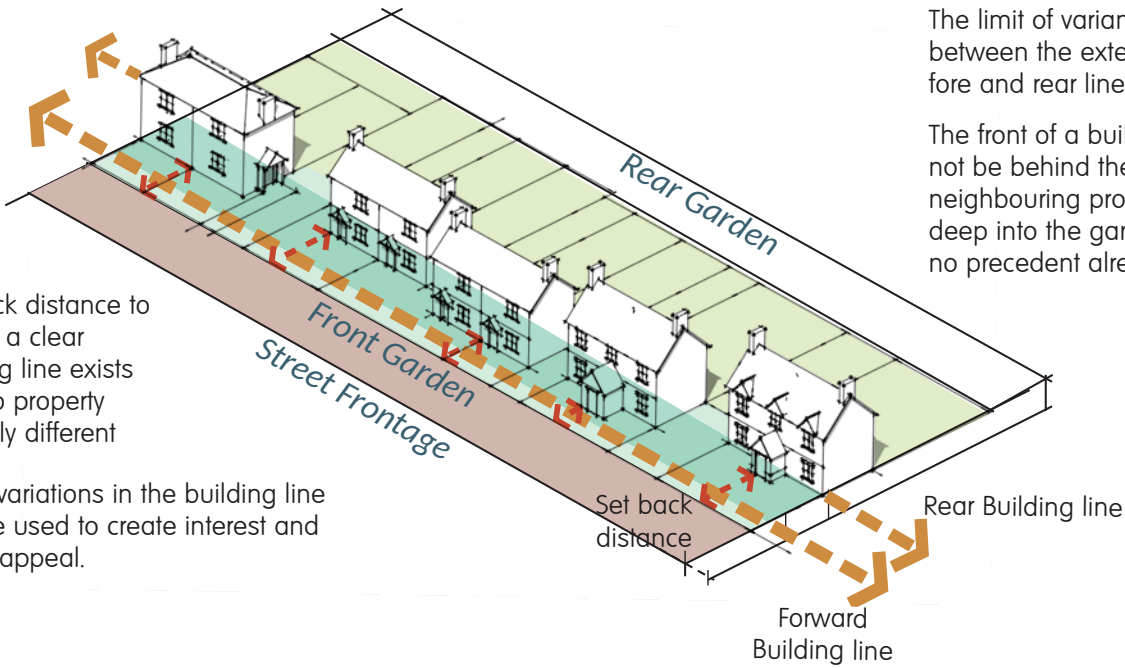 The limit of varian
between the exte
fore and rear line
The front of a buil
not be behind the
neighbouring pro
deep into the gar
no precedent alre
Rear Garden
ck distance to
a clear
g line exists
o property
ly different
variations in the building line
e used to create interest and
appeal.
Front Garden
Street Frontage
Set back
distance
Rear Building line
Forward
Building line